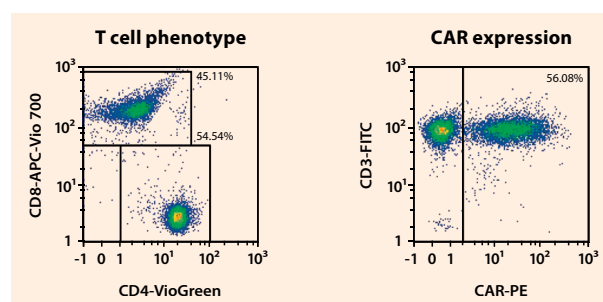 T cell phenotype
CD8-APC-Vio 700
10³
10²
10¹
1
45.11%
54.54%
-1 0 1 10¹ 10² 10³
CD4-VioGreen
CAR expression
CD3-FITC
10³
10²
10¹
1
56.08%
-1 0 1 10¹ 10² 10³
CAR-PE